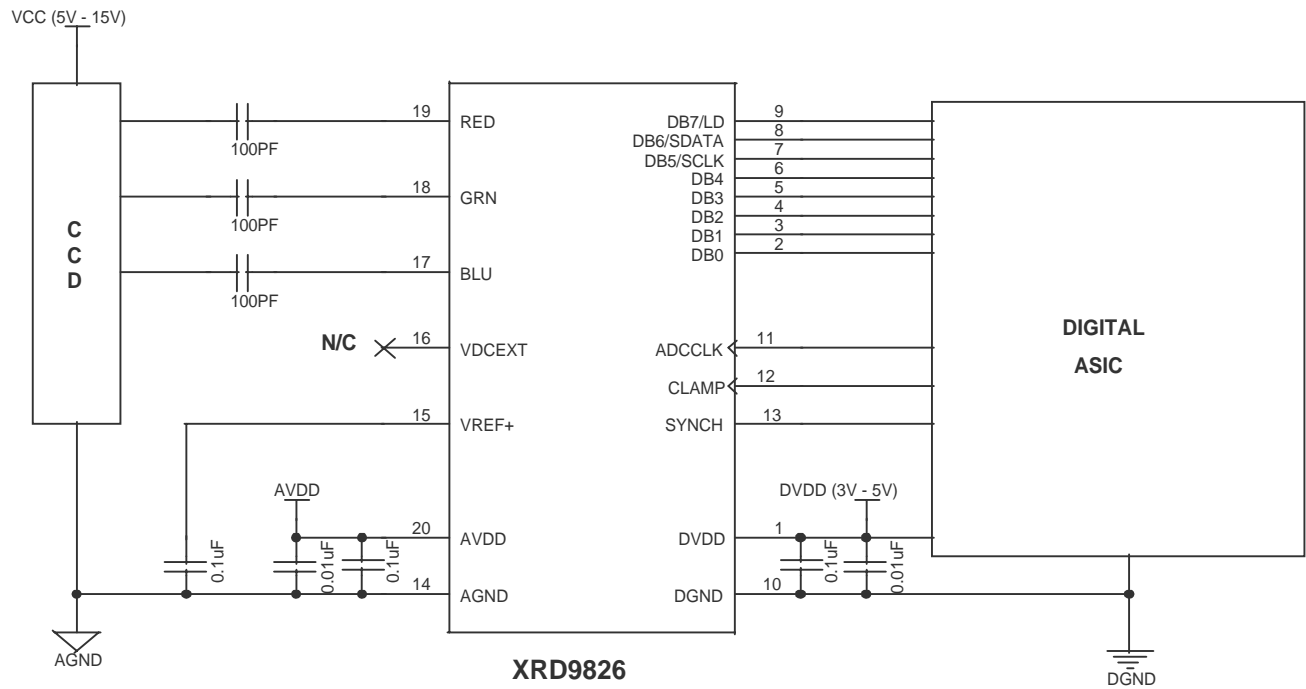 VCC (5V - 15V)
C
C
D
100PF
100PF
100PF
19
RED
18
GRN
17
BLU
N/C
16
VDCEXT
15
VREF+
AVDD
20
AVDD
14
AGND
0.1uF
0.01uF
0.1uF
AGND
DB7/LD
9
DB6/SDATA
8
DB5/SCLK
7
DB4
6
DB3
5
DB2
4
DB1
3
DB0
2
ADCCLK
11
CLAMP
12
SYNCH
13
DVDD (3V - 5V)
DVDD
1
DGND
10
0.1uF
0.01uF
DIGITAL
ASIC
DGND
XRD9826